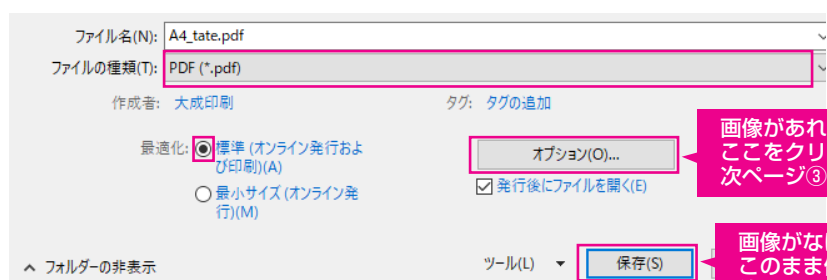 ファイル名(N): A4_tate.pdf
ファイルの種類(T): PDF (*.pdf)
作成者: 大成印刷 タグ: タグの追加
最適化: 標準 (オンライン発行およ
び印刷)(A)
最小サイズ (オンライン発
行)(M)
オプション(O)...
発行後にファイルを開く(E)
画像があれ
ここをクリ
次ページ③
フォルダーの非表示
ツール(L) 保存(S)
画像がな
このまま